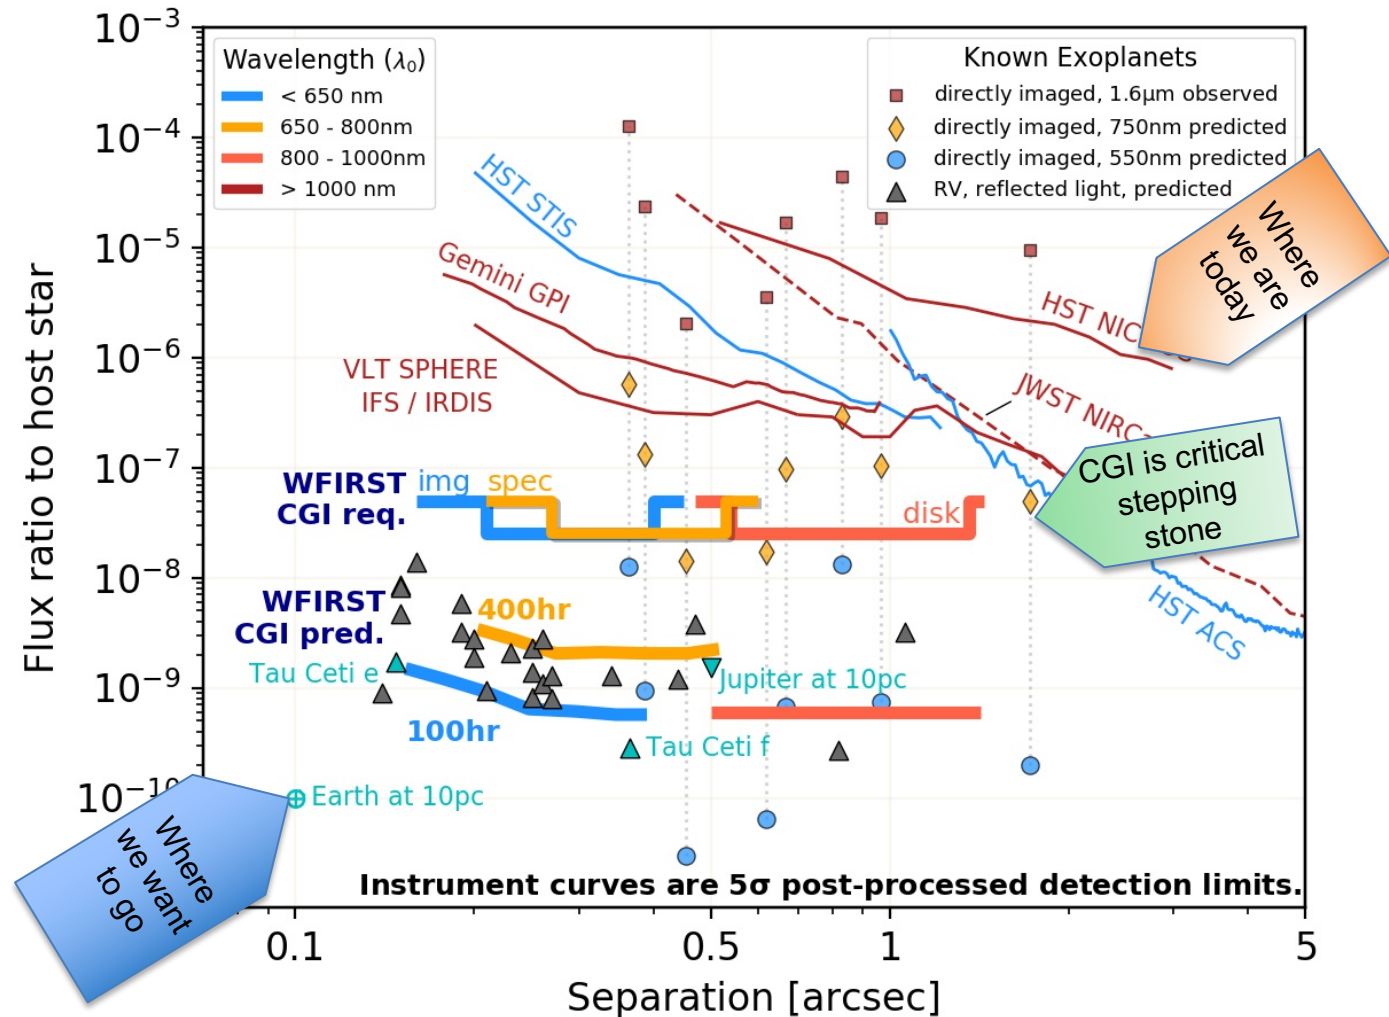 10⁻³
10⁻⁴
10⁻⁵
10⁻⁶
10⁻⁷
10⁻⁸
10⁻⁹
10⁻¹⁰
Flux ratio to host star
Wavelength (λ₀)
< 650 nm
650 - 800nm
800 - 1000nm
> 1000 nm
Known Exoplanets
directly imaged, 1.6μm observed
directly imaged, 750nm predicted
directly imaged, 550nm predicted
RV, reflected light, predicted
HST STIS
Gemini GPI
VLT SPHERE
IFS / IRDIS
HST NIC
JWST NIRC
HST ACS
Where
we are
today
CGI is critical
stepping
stone
WFIRST
CGI req.
img
spec
disk
WFIRST
CGI pred.
400hr
100hr
Tau Ceti e
Jupiter at 10pc
Tau Ceti f
Earth at 10pc
Where
we want
to go
Instrument curves are 5σ post-processed detection limits.
0.1
0.5
1
5
Separation [arcsec]